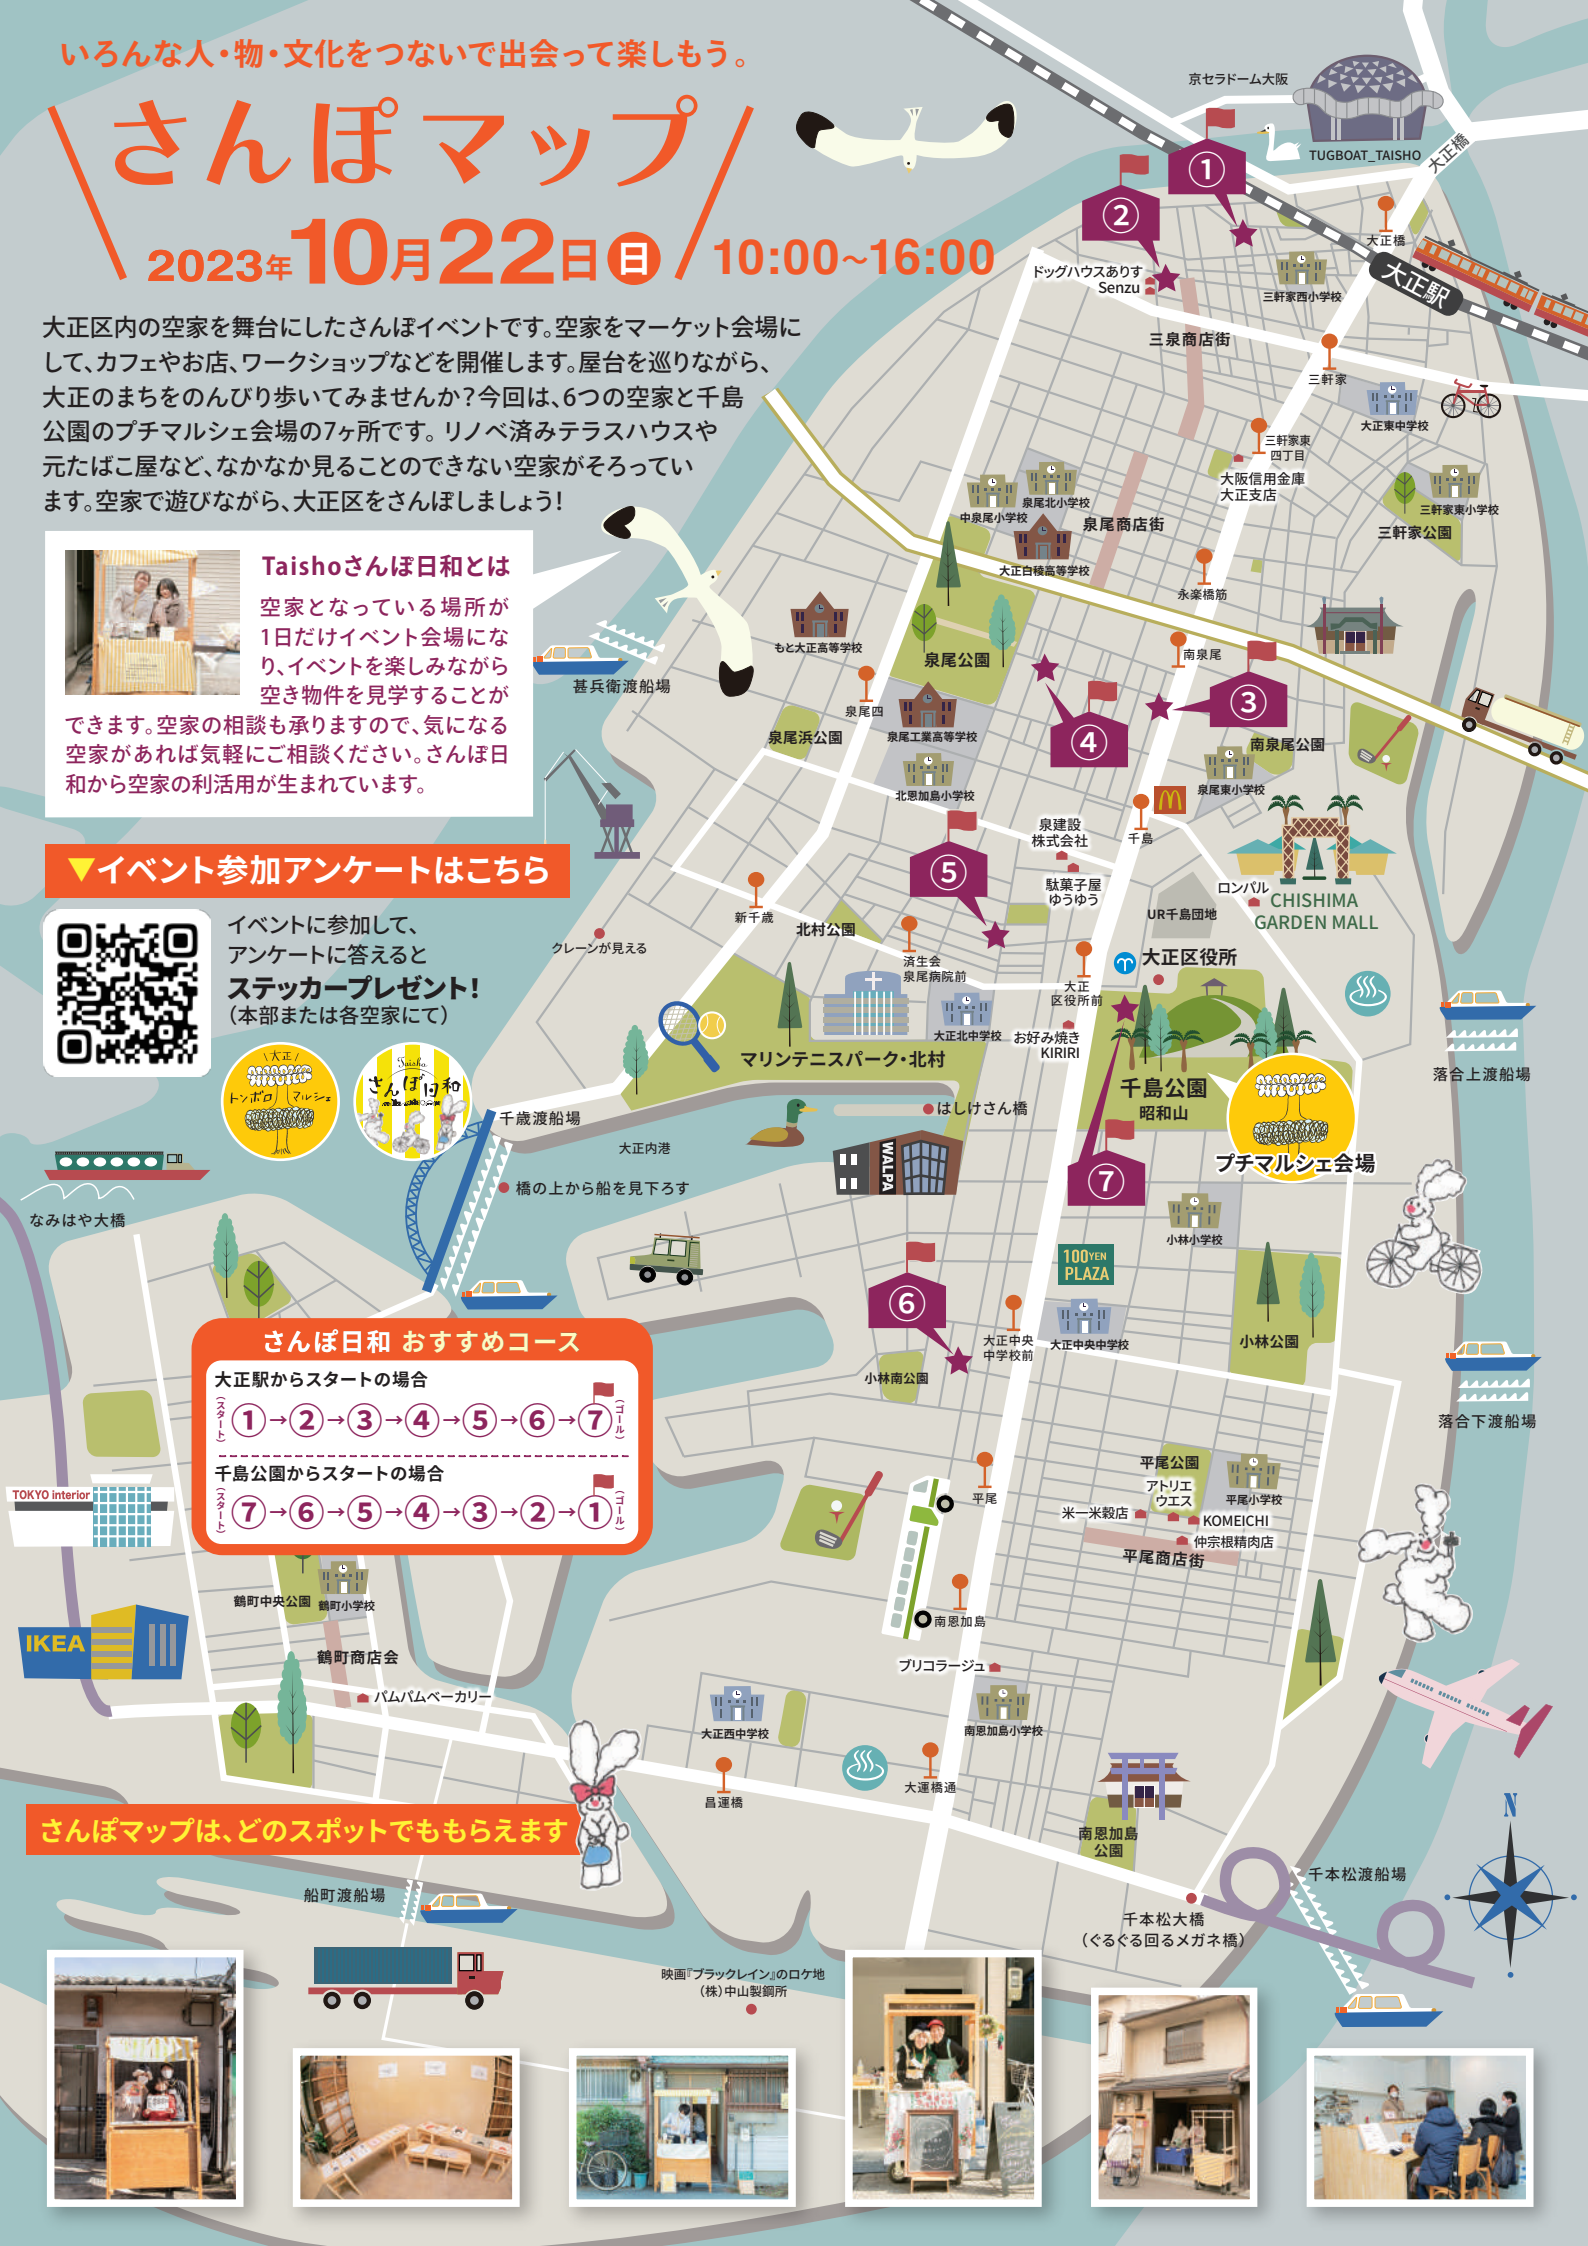 いろんな人・物・文化をつないで出会って楽しもう。
さんぽマップ
2023年10月22日 日 10:00～16:00
大正区内の空家を舞台にしたさんぽイベントです。空家をマーケット会場に
して、カフェやお店、ワークショップなどを開催します。屋台を巡りながら、
大正のまちをのんびり歩いてみませんか？今回は、6つの空家と千島
公園のプチマルシェ会場の7ヶ所です。リノベ済みテラスハウスや
元たばこ屋など、なかなか見ることのできない空家がそろってい
ます。空家で遊びながら、大正区をさんぽしましょう！
Taishoさんぽ日和とは
空家となっている場所が
1日だけイベント会場にな
り、イベントを楽しみながら
空き物件を見学することが
できます。空家の相談も承りますので、気になる
空家があれば気軽にご相談ください。さんぽ日
和から空家の利活用が生まれています。
▼イベント参加アンケートはこちら
イベントに参加して、
アンケートに答えると
ステッカープレゼント！
（本部または各空家にて）
\大正/
トンボロ マルシェ
Taisho
さんぽ日和
京セラドーム大阪
TUGBOAT_TAISHO
大正橋
①
②
大正橋
大正駅
ドッグハウスありす
Senzu
三軒家西小学校
三泉商店街
三軒家
大正東中学校
三軒家東
四丁目
大阪信用金庫
大正支店
三軒家東小学校
三軒家公園
泉尾北小学校
中泉尾小学校
泉尾商店街
大正白稜高等学校
永楽橋筋
もと大正高等学校
泉尾公園
南泉尾
甚兵衛渡船場
泉尾四
③
④
泉尾浜公園
泉尾工業高等学校
南泉尾公園
北恩加島小学校
泉尾東小学校
泉建設
株式会社
千島
⑤
駄菓子屋
ゆうゆう
ロンパル
CHISHIMA
GARDEN MALL
UR千島団地
新千歳
北村公園
クレーンが見える
済生会
泉尾病院前
大正区役所
大正
区役所前
大正北中学校
お好み焼き
KIRIRI
マリンテニスパーク・北村
落合上渡船場
千島公園
昭和山
はしけさん橋
千歳渡船場
大正内港
WALPA
プチマルシェ会場
⑦
橋の上から船を見下ろす
なみはや大橋
小林小学校
100YEN
PLAZA
⑥
大正中央
中学校前
大正中央中学校
小林公園
小林南公園
落合下渡船場
さんぽ日和 おすすめコース
大正駅からスタートの場合
（スタート）①→②→③→④→⑤→⑥→⑦（ゴール）
千島公園からスタートの場合
（スタート）⑦→⑥→⑤→④→③→②→①（ゴール）
TOKYO interior
平尾公園
アトリエ
ウエス
平尾小学校
平尾
米一米穀店
KOMEICHI
仲宗根精肉店
平尾商店街
鶴町中央公園
鶴町小学校
IKEA
南恩加島
鶴町商店会
ブリコラージュ
パムパムベーカリー
大正西中学校
南恩加島小学校
昌運橋
大運橋通
さんぽマップは、どのスポットでももらえます
南恩加島
公園
N
千本松渡船場
船町渡船場
千本松大橋
（ぐるぐる回るメガネ橋）
映画『ブラックレイン』のロケ地
（株）中山製鋼所